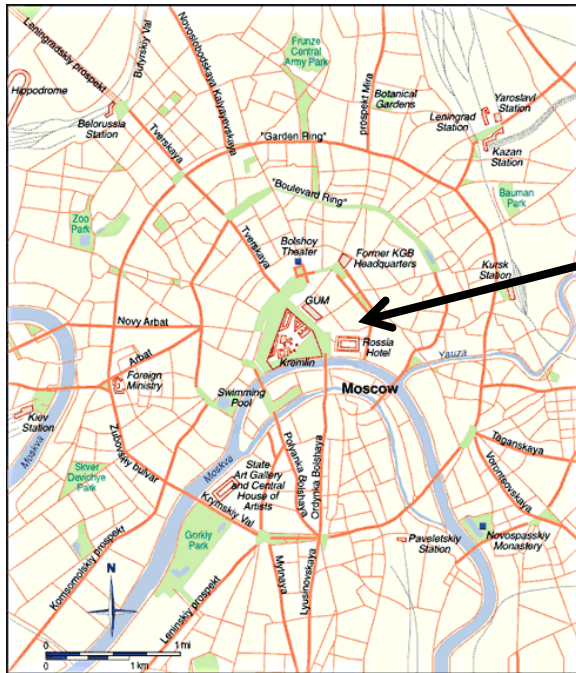 Leningradskiy prospekt
Butyrskiy Val
Novoslobodskaya Kalyayevskaya
Frunze
Central
Army Park
prospekt Mira
Botanical
Gardens
Yaroslavl
Station
Leningrad
Station
Hippodrome
Belorussia
Station
Kazan
Station
Tverskaya
"Garden Ring"
"Boulevard Ring"
Bauman
Park
Zoo
Park
Tverskaya
Bolshoy
Theater
Former KGB
Headquarters
Kursk
Station
GUM
Novy Arbat
Rossia
Hotel
Arbat
Kremlin
Yauza
Foreign
Ministry
Swimming
Pool
Moscow
Kiev
Station
Moskva
Zubovskiy bulvar
Polyanka Bolshaya
Ordynka Bolshaya
Taganskaya
Vorontsovskaya
Moskva
Skver
Devichye
Park
State
Art Gallery
and Central
House of
Artists
Krymskiy Val
Novospasskiy
Monastery
Gorkiy
Park
Paveletskiy
Station
Komsomolskiy prospekt
Mytnaya
Lyusinovskaya
Leninskiy prospekt
N
0 1 mi
0 1 km